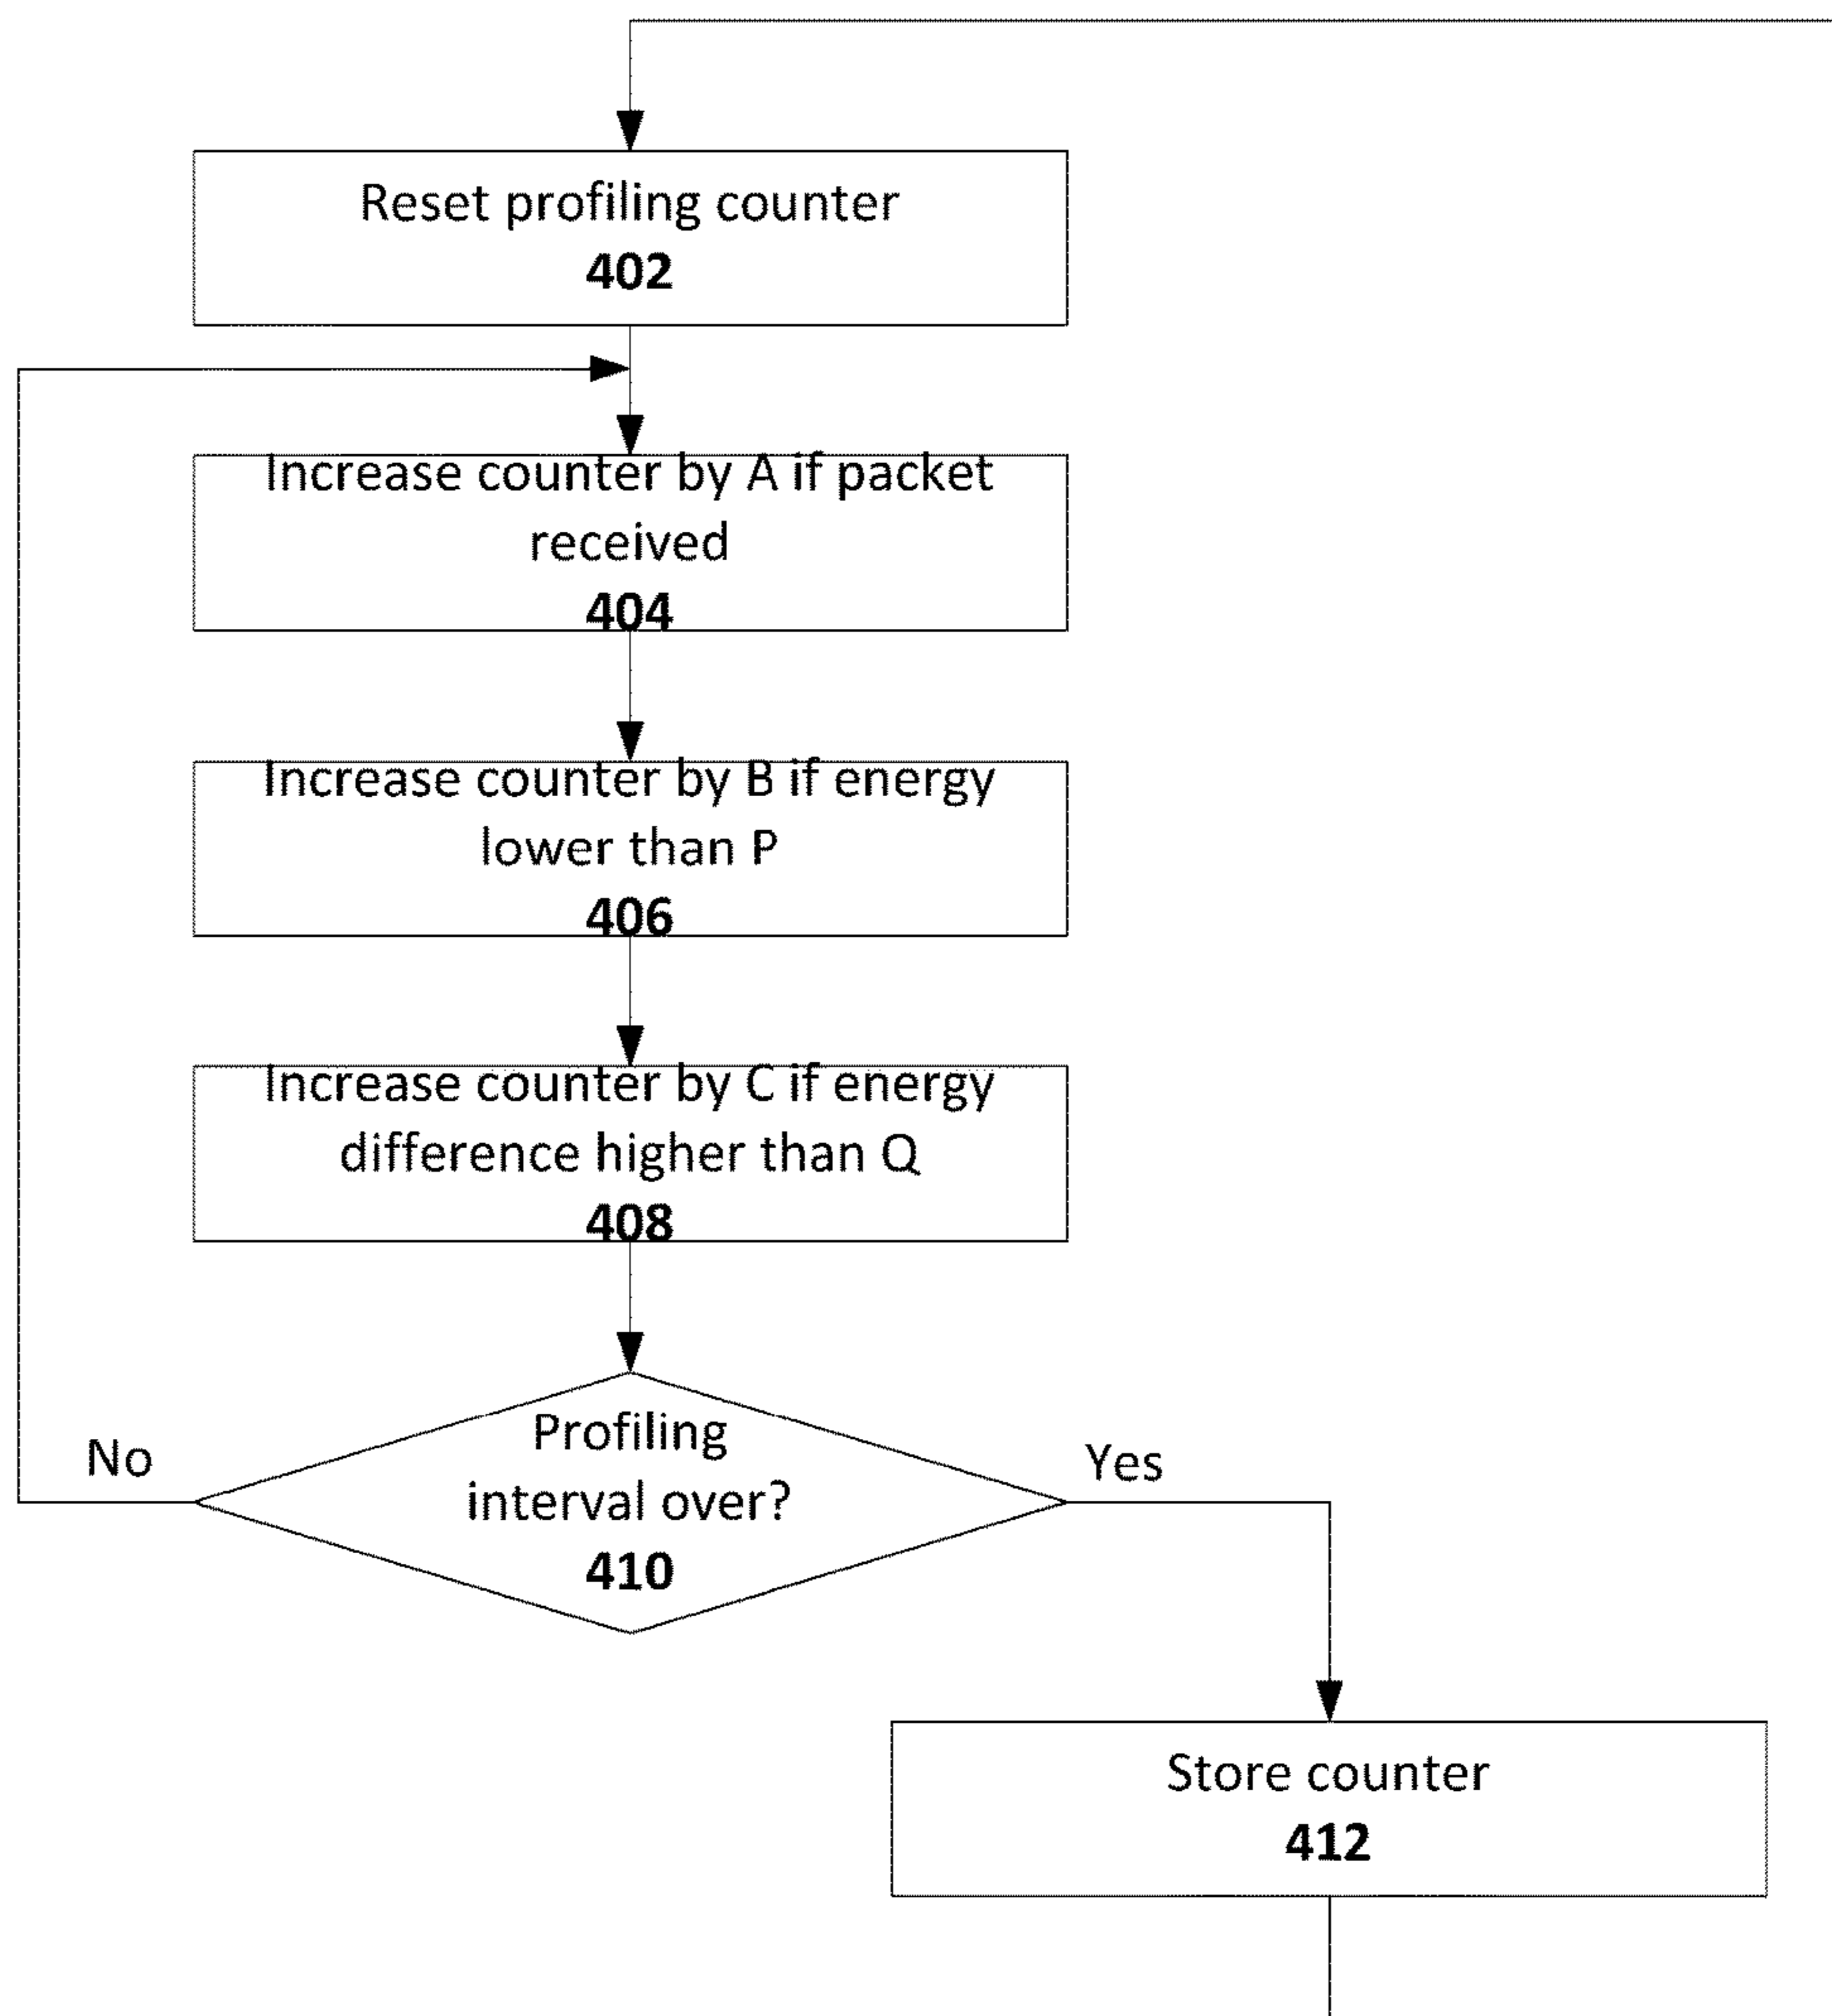 Reset profiling counter
402
Increase counter by A if packet
received
404
Increase counter by B if energy
lower than P
406
Increase counter by C if energy
difference higher than Q
408
Profiling
interval over?
410
No
Yes
Store counter
412